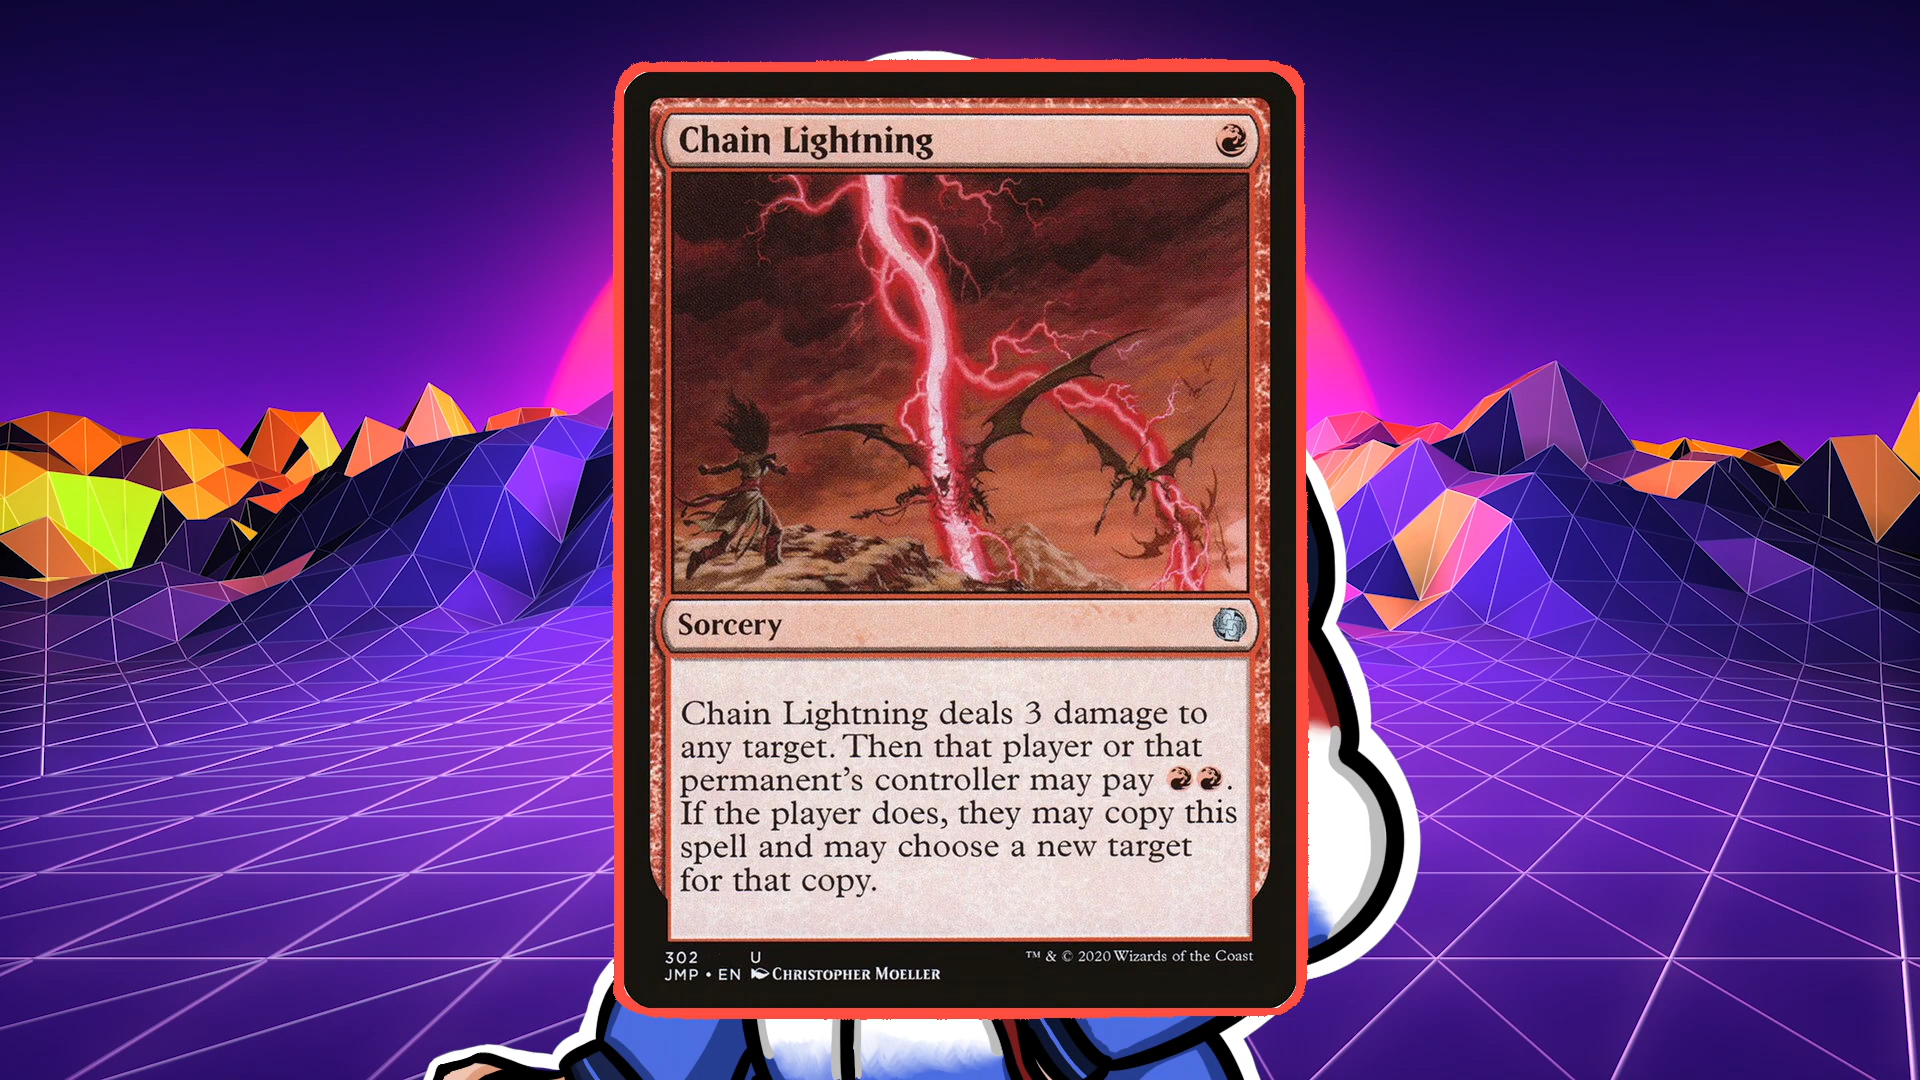 Chain Lightning
Sorcery
Chain Lightning deals 3 damage to
any target. Then that player or that
permanent's controller may pay .
If the player does, they may copy this
spell and may choose a new target
for that copy.
302 U
JMP • EN Christopher Moeller
™ & © 2020 Wizards of the Coast